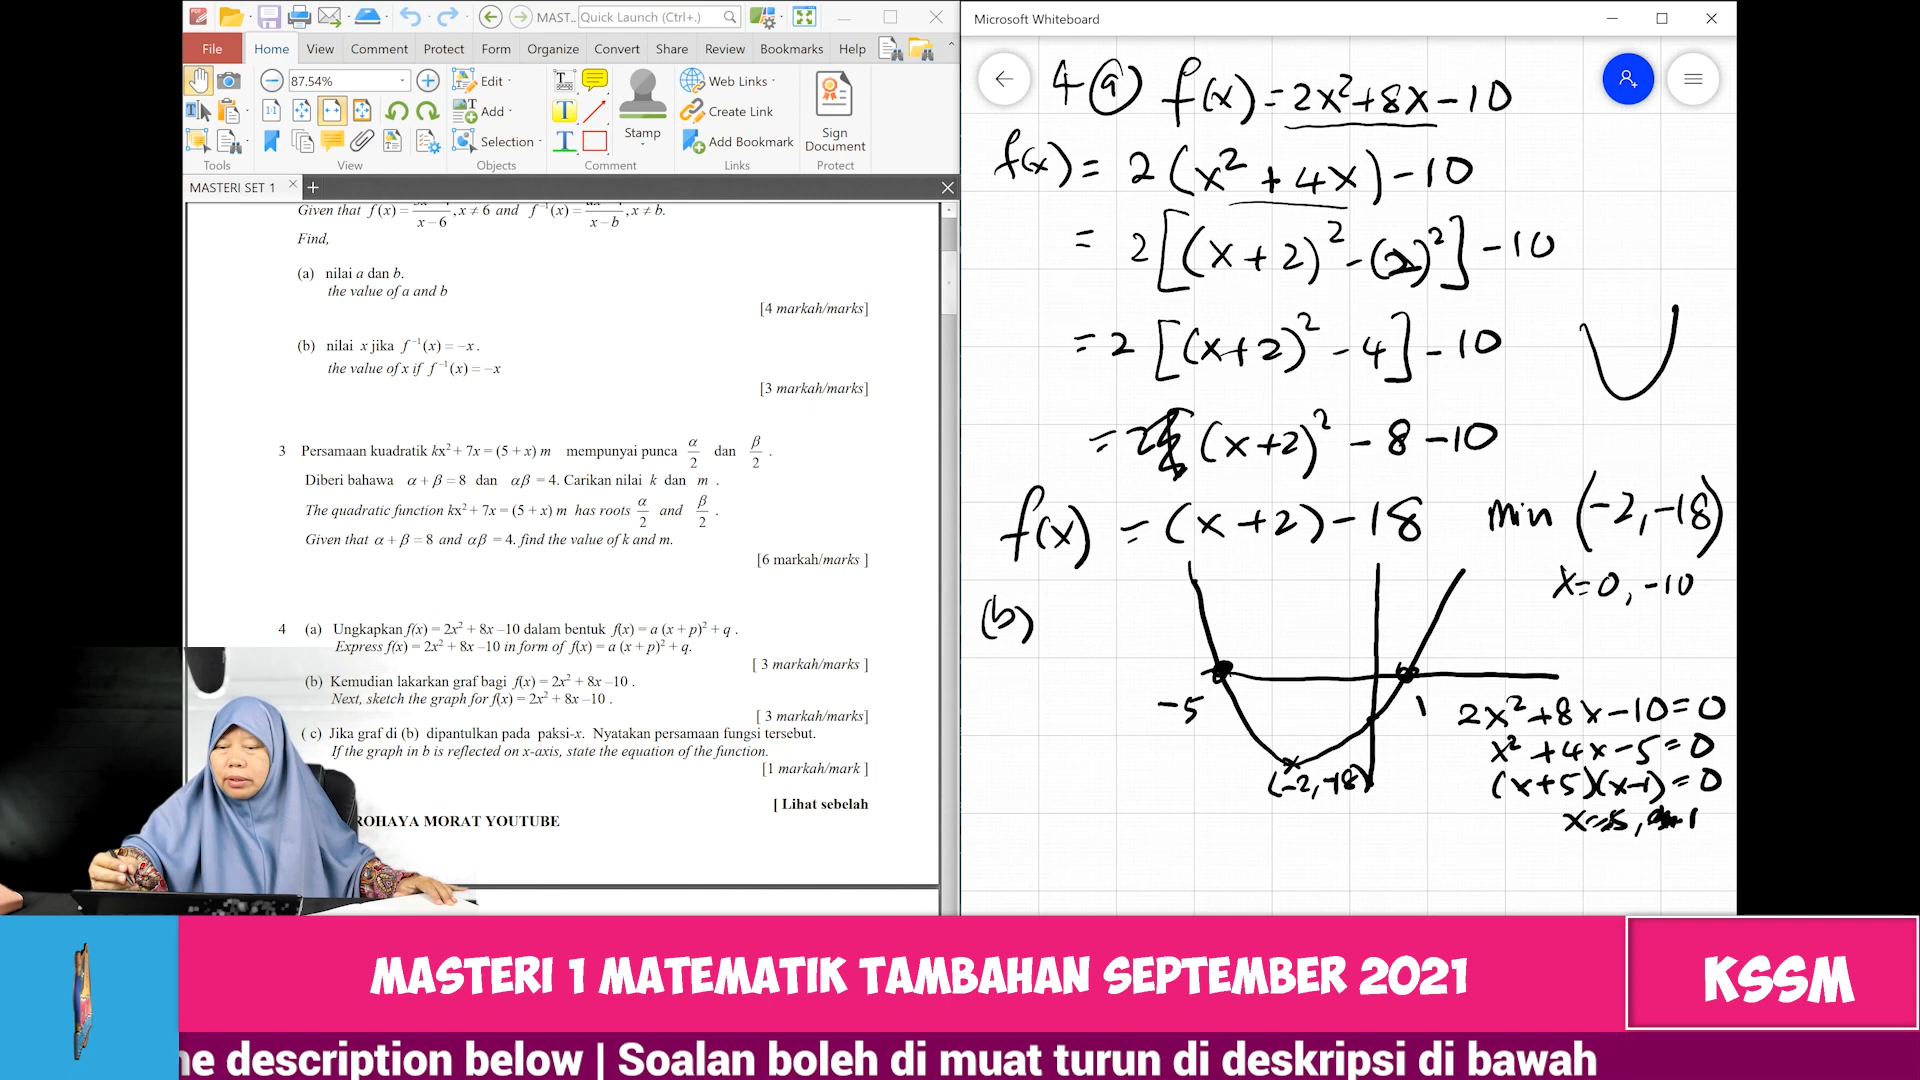 MAST.. Quick Launch (Ctrl+.)
File Home View Comment Protect Form Organize Convert Share Review Bookmarks Help
87.54%
Edit
Add
Selection
Stamp
Web Links
Create Link
Add Bookmark
Sign Document
Tools View Objects Comment Links Protect
MASTERI SET 1
Given that f(x) = x – 6 , x ≠ 6 and f⁻¹(x) = x – b , x ≠ b.
Find,
(a) nilai a dan b.
the value of a and b
[4 markah/marks]
(b) nilai x jika f⁻¹(x) = –x .
the value of x if f⁻¹(x) = –x
[3 markah/marks]
3 Persamaan kuadratik kx² + 7x = (5 + x) m mempunyai punca α/2 dan β/2 .
Diberi bahawa α + β = 8 dan αβ = 4. Carikan nilai k dan m .
The quadratic function kx² + 7x = (5 + x) m has roots α/2 and β/2 .
Given that α + β = 8 and αβ = 4. find the value of k and m.
[6 markah/marks ]
4 (a) Ungkapkan f(x) = 2x² + 8x –10 dalam bentuk f(x) = a (x + p)² + q .
Express f(x) = 2x² + 8x –10 in form of f(x) = a (x + p)² + q.
[ 3 markah/marks ]
(b) Kemudian lakarkan graf bagi f(x) = 2x² + 8x –10 .
Next, sketch the graph for f(x) = 2x² + 8x –10 .
[ 3 markah/marks]
( c) Jika graf di (b) dipantulkan pada paksi-x. Nyatakan persamaan fungsi tersebut.
If the graph in b is reflected on x-axis, state the equation of the function.
[1 markah/mark ]
[ Lihat sebelah
ROHAYA MORAT YOUTUBE
Microsoft Whiteboard
4 (a) f(x) = 2x² + 8x – 10
f(x) = 2 (x² + 4x) – 10
= 2 [(x + 2)² – (2)²] – 10
= 2 [(x+2)² – 4] – 10
= 2 (x+2)² – 8 – 10
f(x) = (x + 2) – 18 min (–2, –18)
x = 0, –10
(b)
–5 1
(–2, –18)
2x² + 8x – 10 = 0
x² + 4x – 5 = 0
(x + 5)(x – 1) = 0
MASTERI 1 MATEMATIK TAMBAHAN SEPTEMBER 2021
KSSM
description below | Soalan boleh di muat turun di deskripsi di bawah